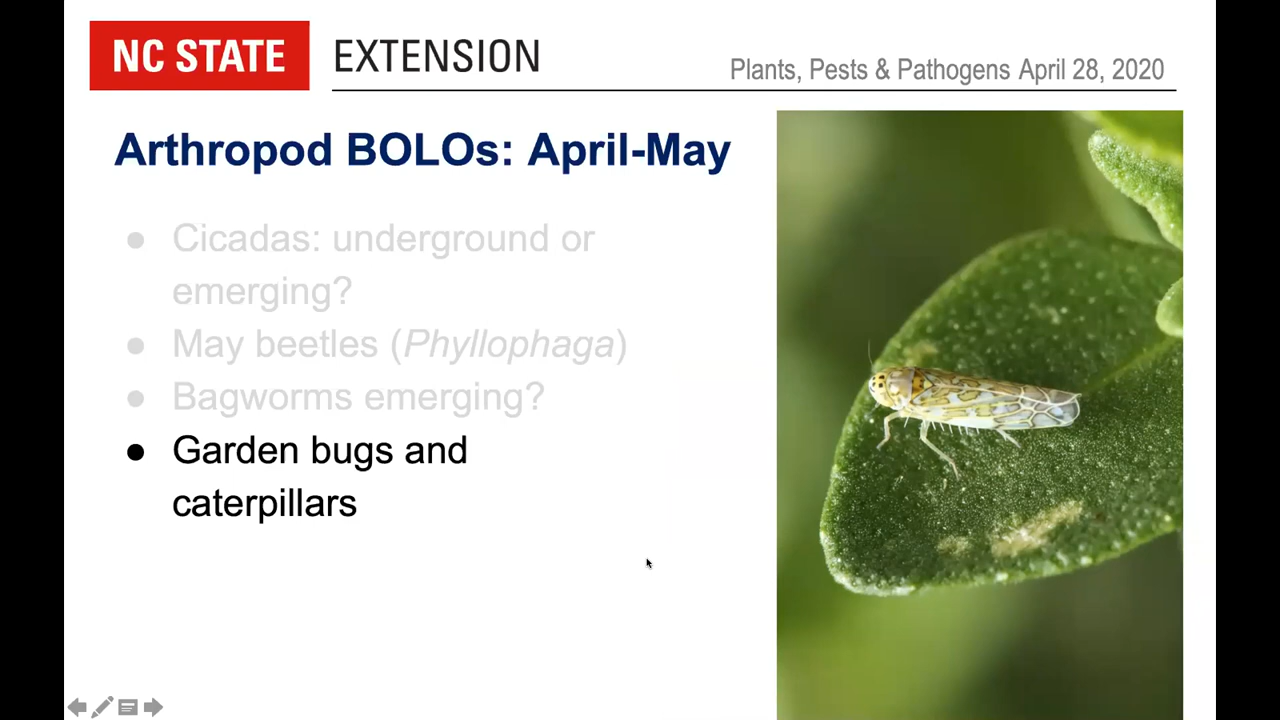 NC STATE EXTENSION
Plants, Pests & Pathogens April 28, 2020
Arthropod BOLOs: April-May
● Cicadas: underground or
emerging?
● May beetles (Phyllophaga)
● Bagworms emerging?
● Garden bugs and
caterpillars